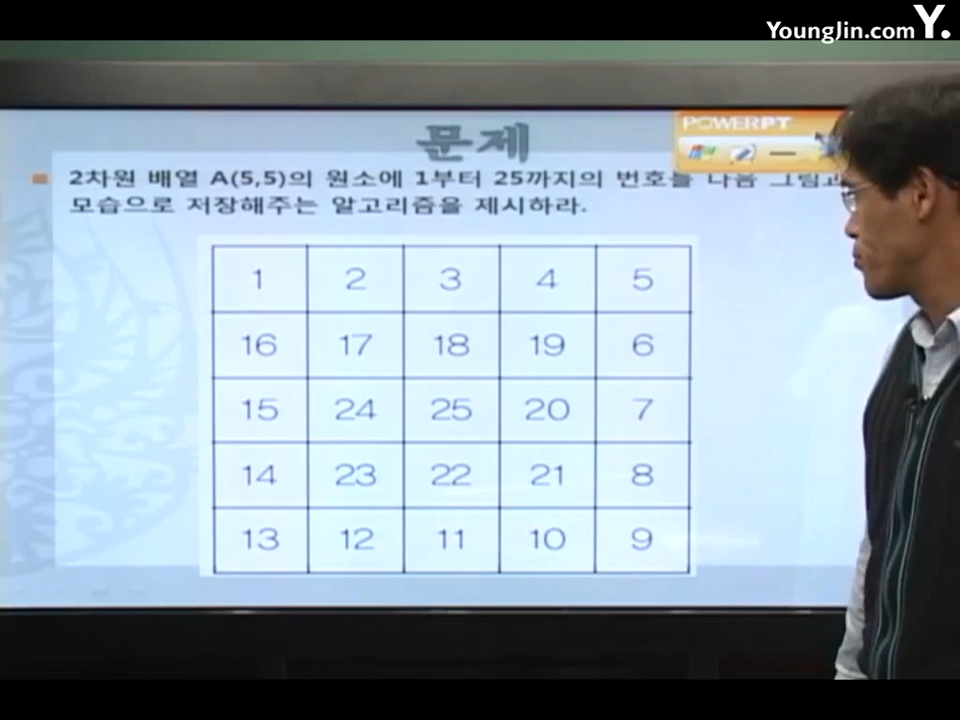 YoungJin.com Y.
문제
POWERPT
2차원 배열 A(5,5)의 원소에 1부터 25까지의 번호를 다음
모습으로 저장해주는 알고리즘을 제시하라.
1 2 3 4 5
16 17 18 19 6
15 24 25 20 7
14 23 22 21 8
13 12 11 10 9